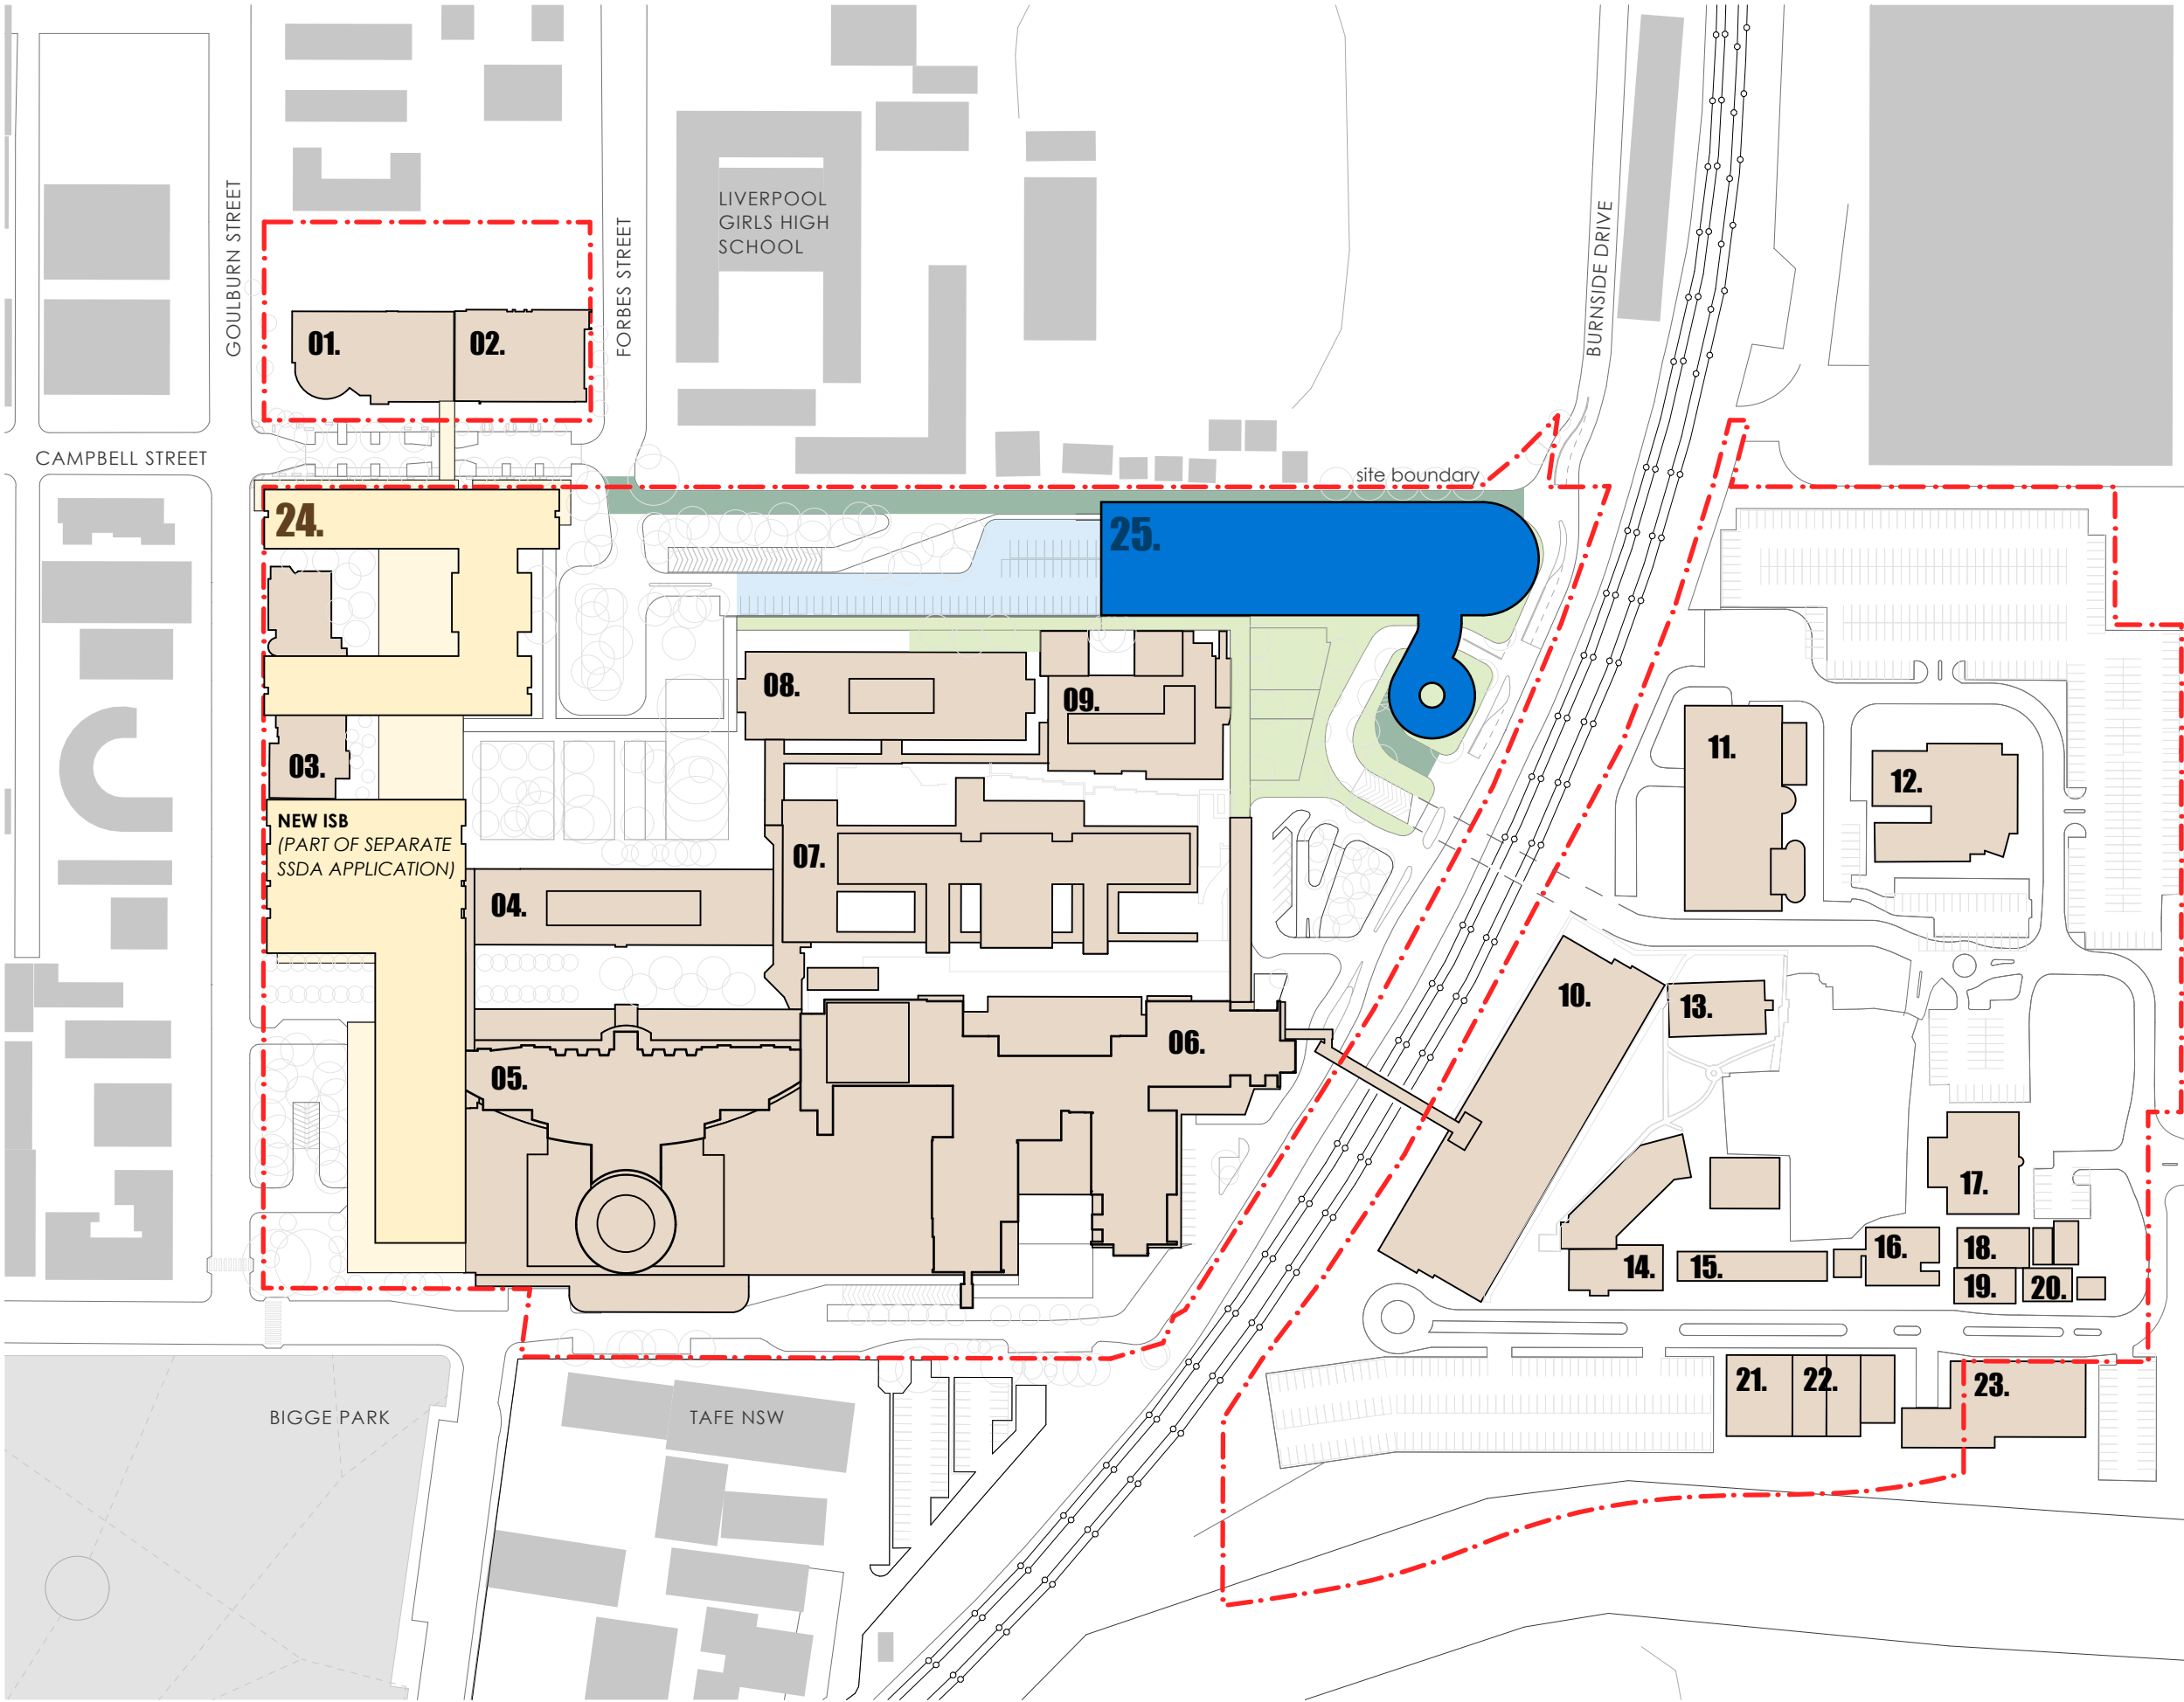 LIVERPOOL
GIRLS HIGH
SCHOOL
GOULBURN STREET
FORBES STREET
BURNSIDE DRIVE
01.
02.
CAMPBELL STREET
site boundary
24.
25.
08.
09.
03.
11.
12.
NEW ISB
(PART OF SEPARATE
SSDA APPLICATION)
07.
04.
10.
13.
06.
05.
17.
14.
15.
16.
18.
19.
20.
21.
22.
23.
BIGGE PARK
TAFE NSW